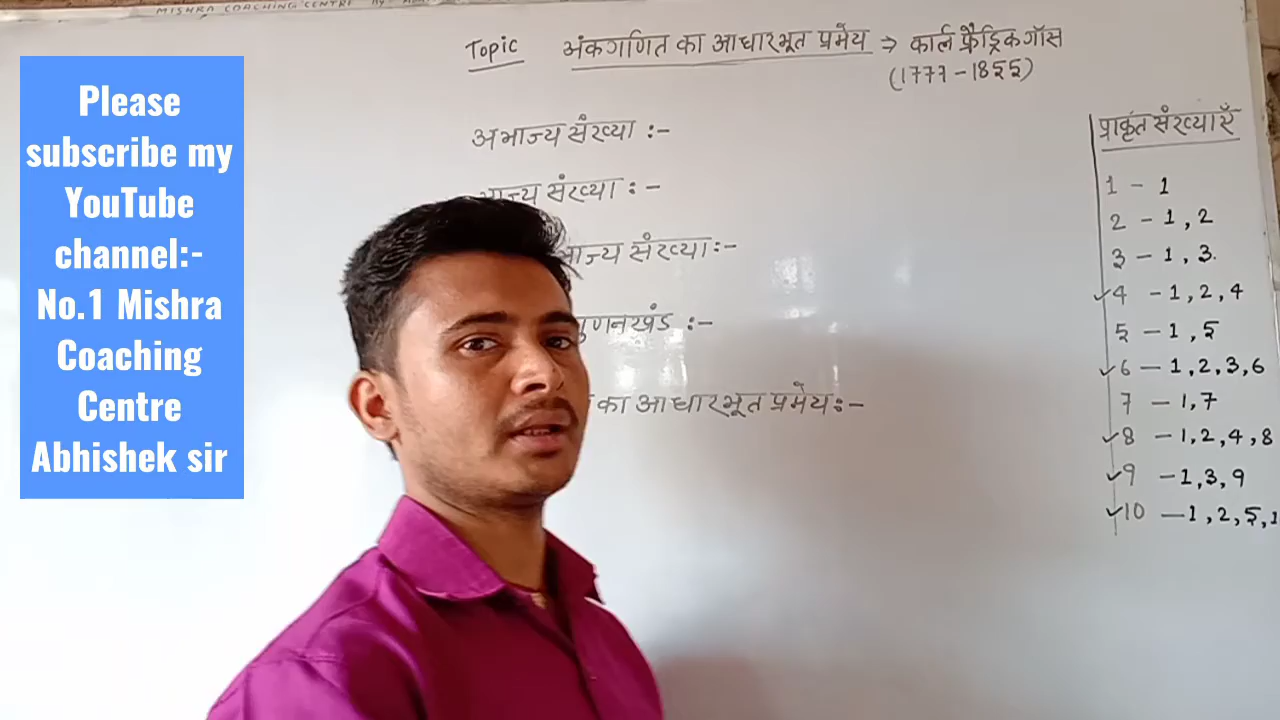 MISHRA COACHING CENTRE
Please
subscribe my
YouTube
channel:-
No.1 Mishra
Coaching
Centre
Abhishek sir
Topic अंकगणित का आधारभूत प्रमेय ⇒ कार्ल फ्रेड्रिक गॉस
(1777-1855)
अभाज्य संख्या :-
भाज्य संख्या :-
भाज्य संख्या:-
गुणनखंड :-
का आधारभूत प्रमेय:-
प्राकृत संख्याएँ
1 - 1
2 - 1, 2
3 - 1, 3.
✓4 - 1, 2, 4
5 - 1, 5
✓6 - 1, 2, 3, 6
7 - 1, 7
✓8 - 1, 2, 4, 8
✓9 - 1, 3, 9
✓10 - 1, 2, 5, 1